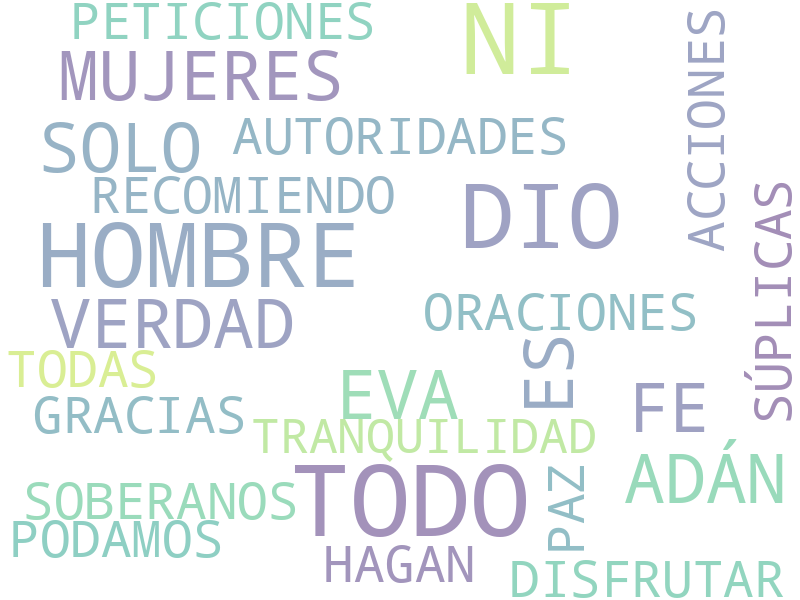 PETICIONES
NI
MUJERES
ACCIONES
SOLO
AUTORIDADES
RECOMIENDO
DIO
SÚPLICAS
HOMBRE
VERDAD
ORACIONES
TODAS
ES
EVA
FE
GRACIAS
TRANQUILIDAD
ADÁN
TODO
PAZ
SOBERANOS
PODAMOS
HAGAN
DISFRUTAR